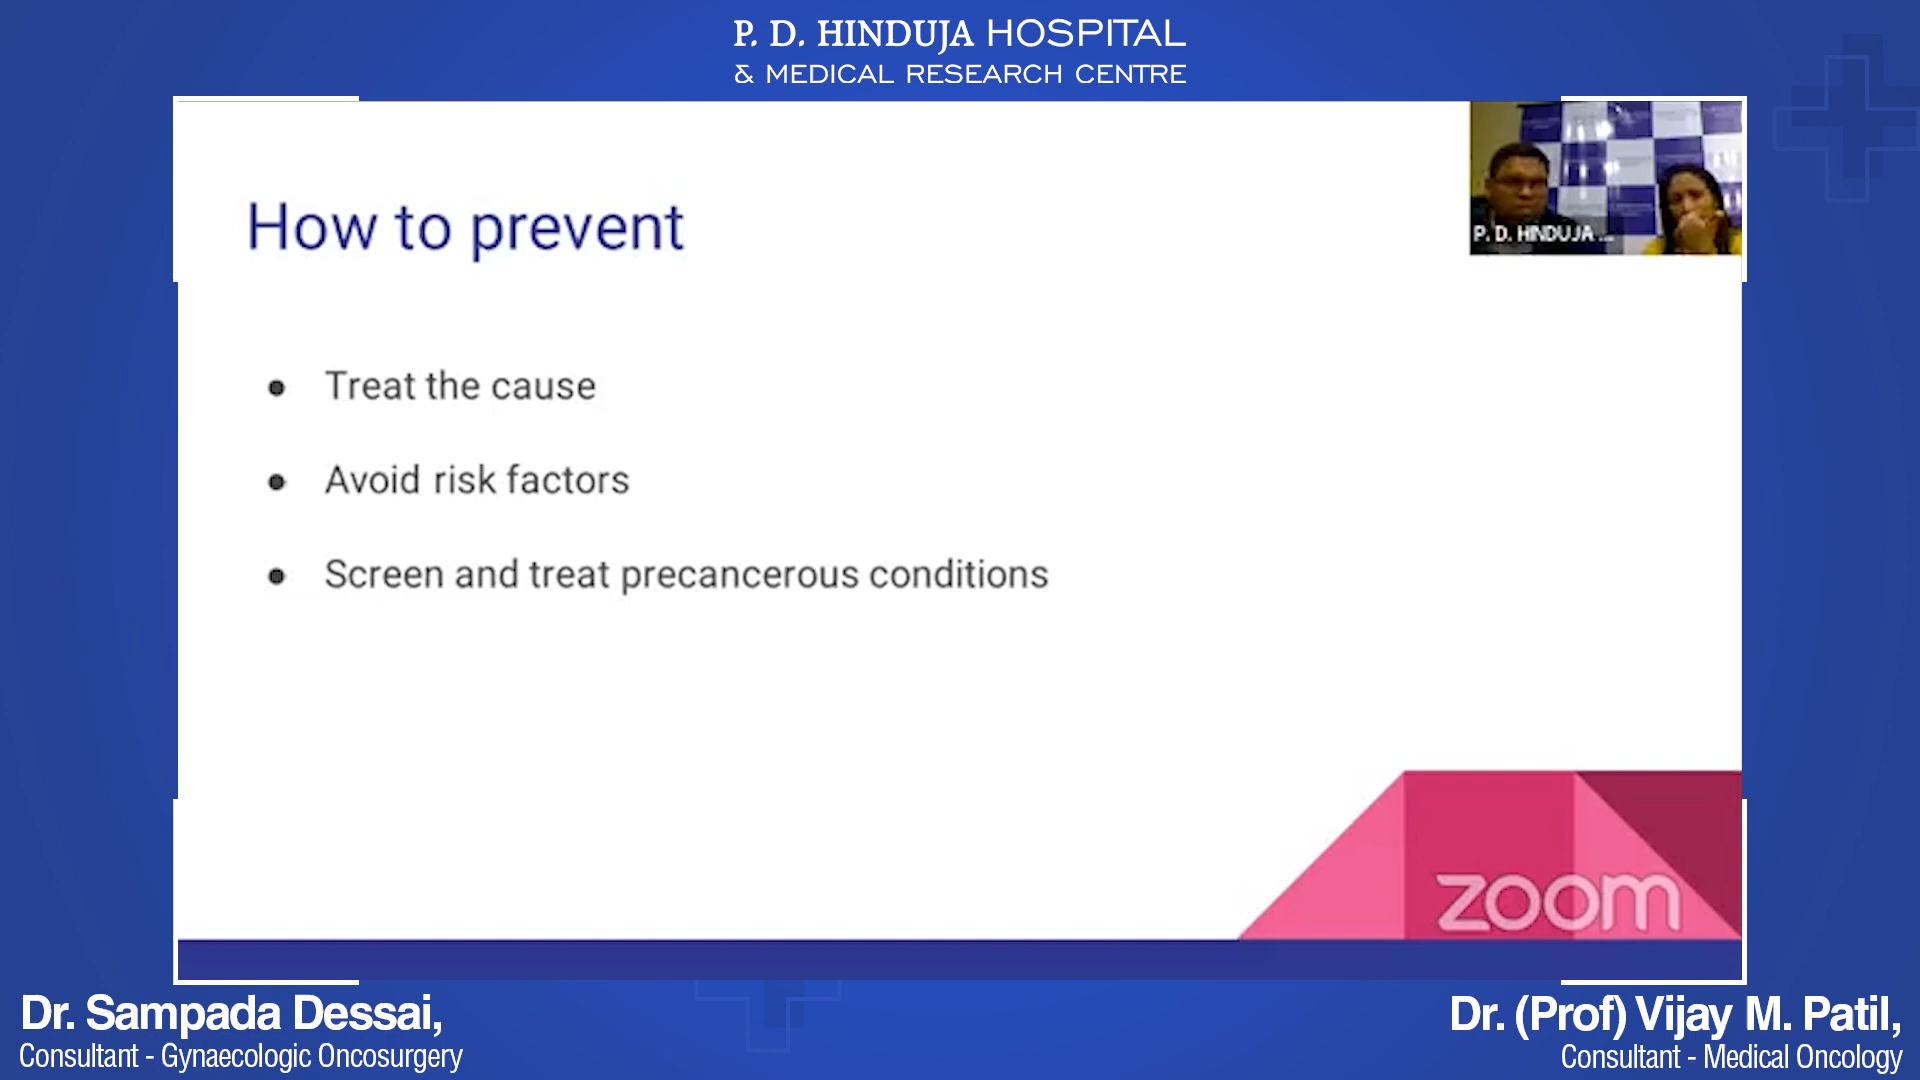 P. D. HINDUJA HOSPITAL
& MEDICAL RESEARCH CENTRE
How to prevent
P. D. HINDUJA ...
● Treat the cause
● Avoid risk factors
● Screen and treat precancerous conditions
zoom
Dr. Sampada Dessai,
Consultant - Gynaecologic Oncosurgery
Dr. (Prof) Vijay M. Patil,
Consultant - Medical Oncology